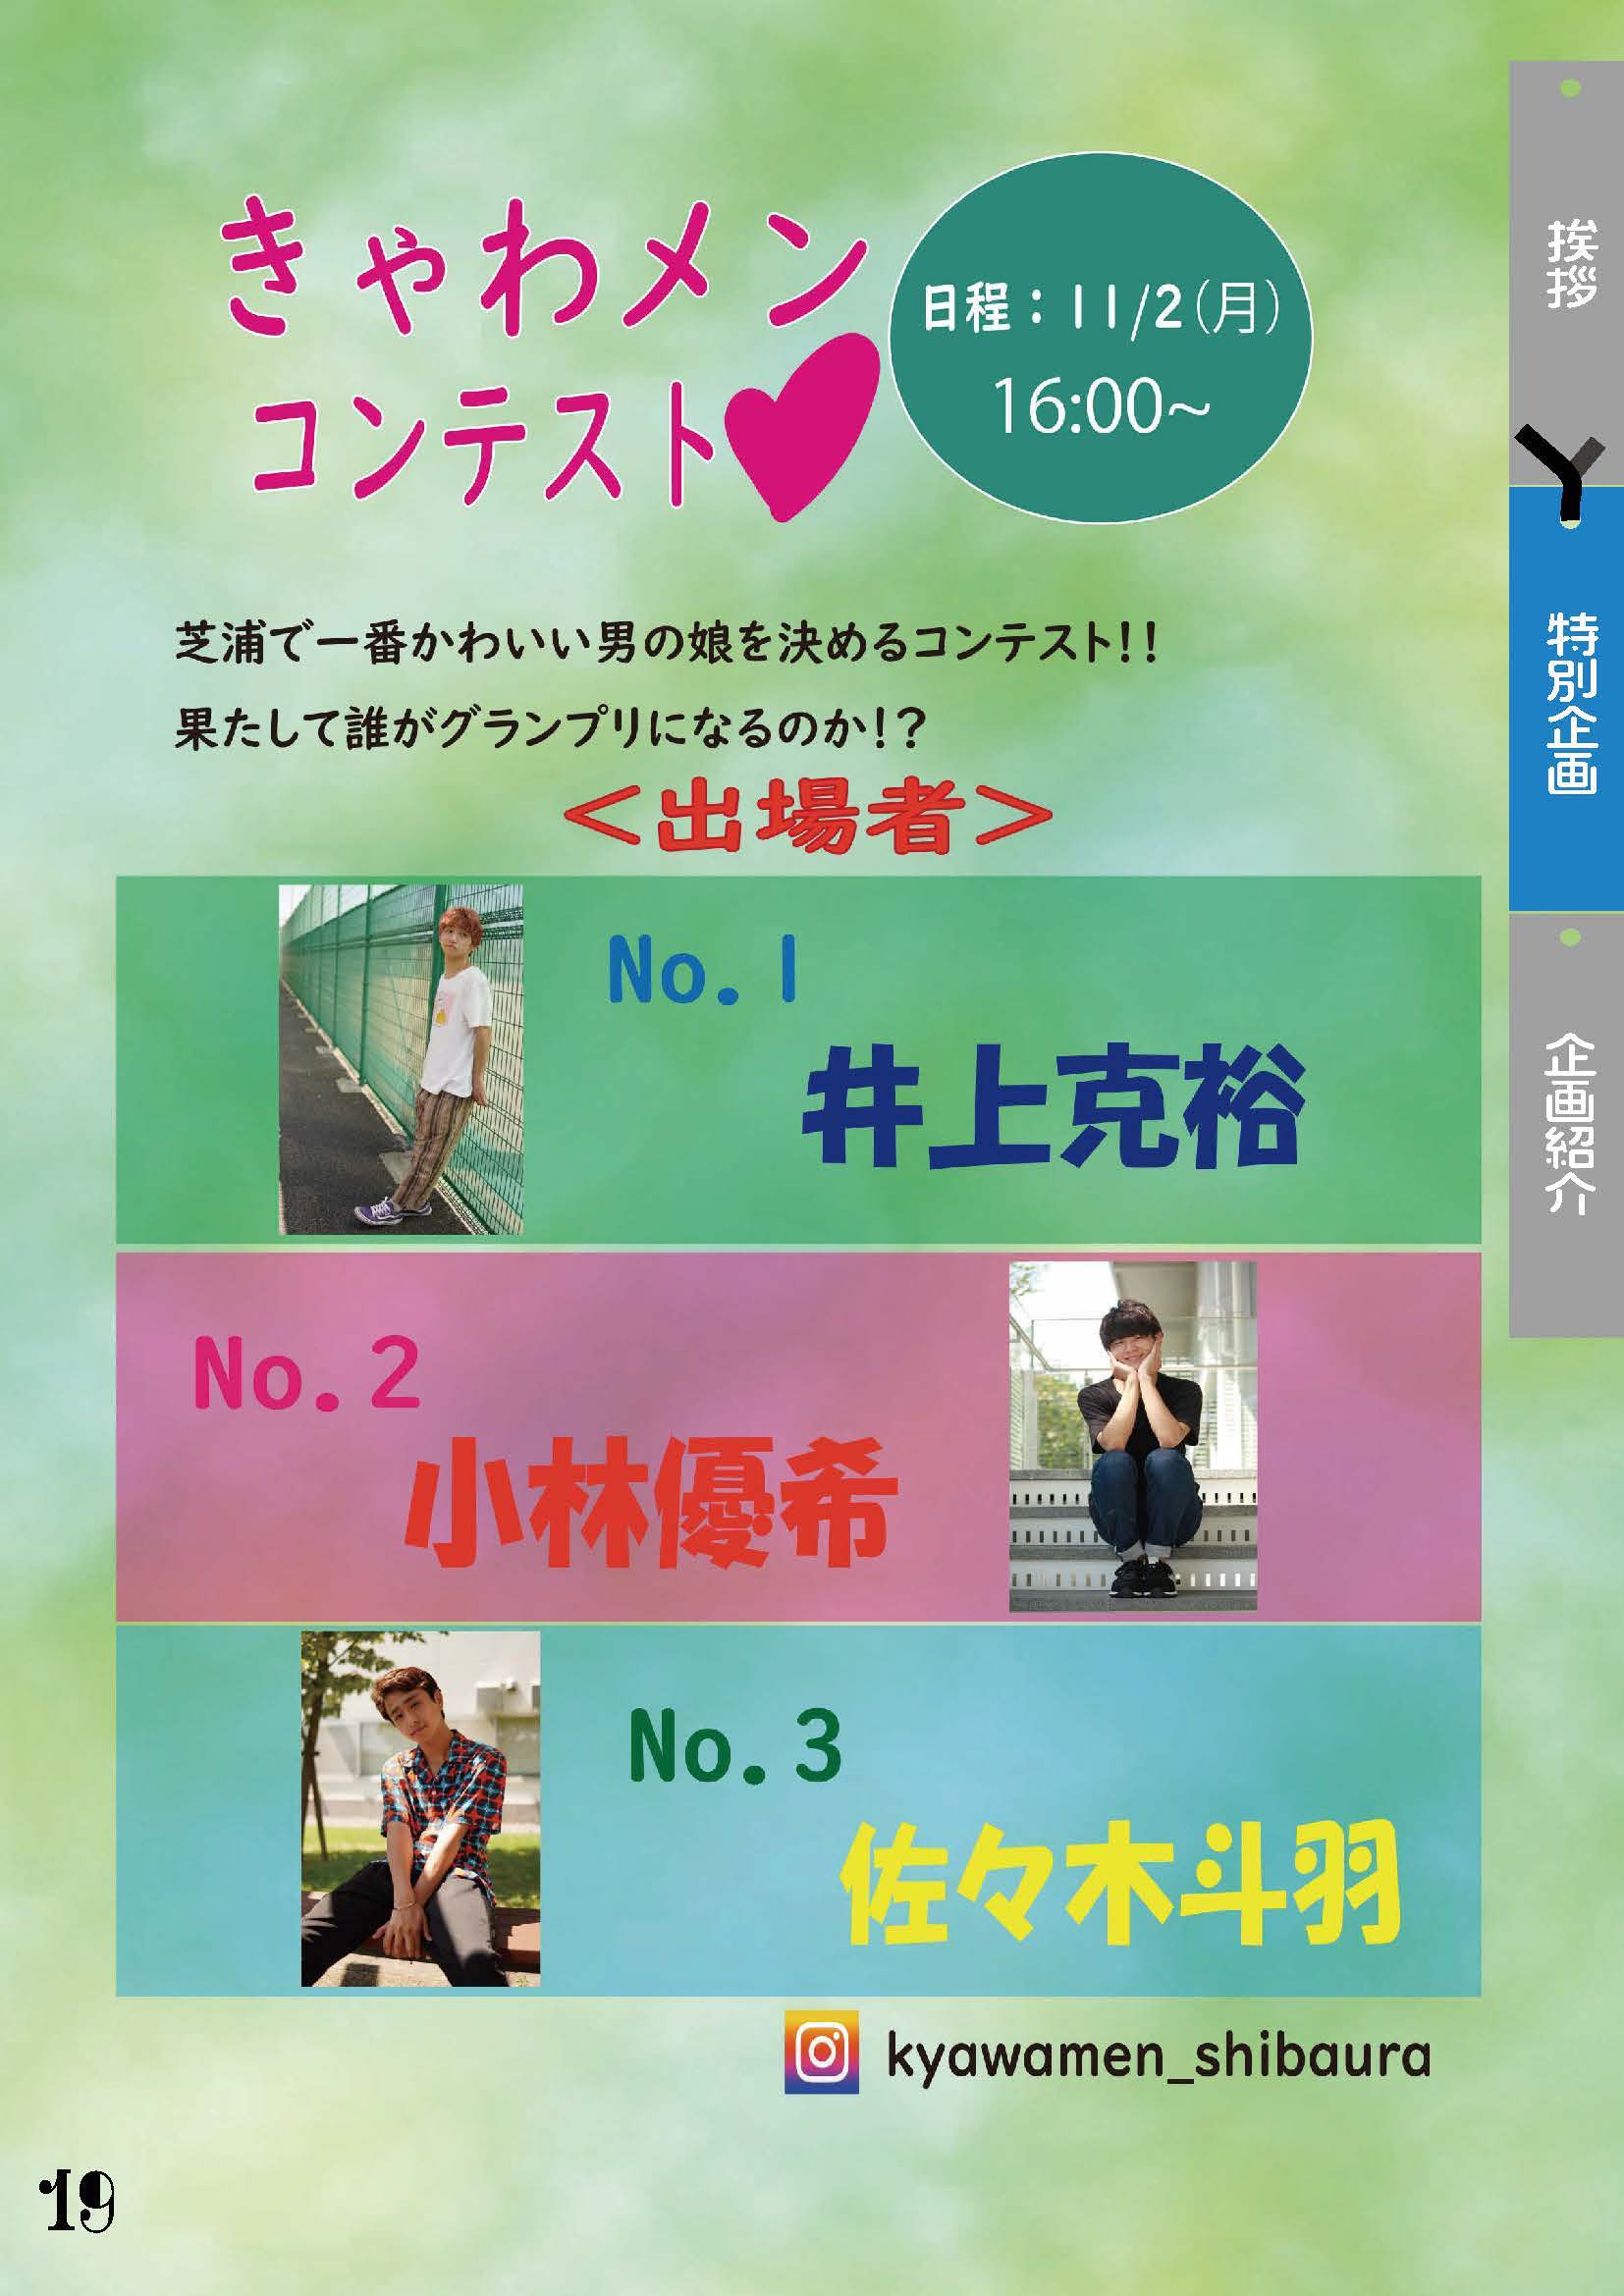 きゃわメン
コンテスト
日程：11/2（月）
16:00~
芝浦で一番かわいい男の娘を決めるコンテスト！！
果たして誰がグランプリになるのか！？
＜出場者＞
No.1
井上克裕
No.2
小林優希
No.3
佐々木斗羽
kyawamen_shibaura
挨拶
特別企画
企画紹介
19